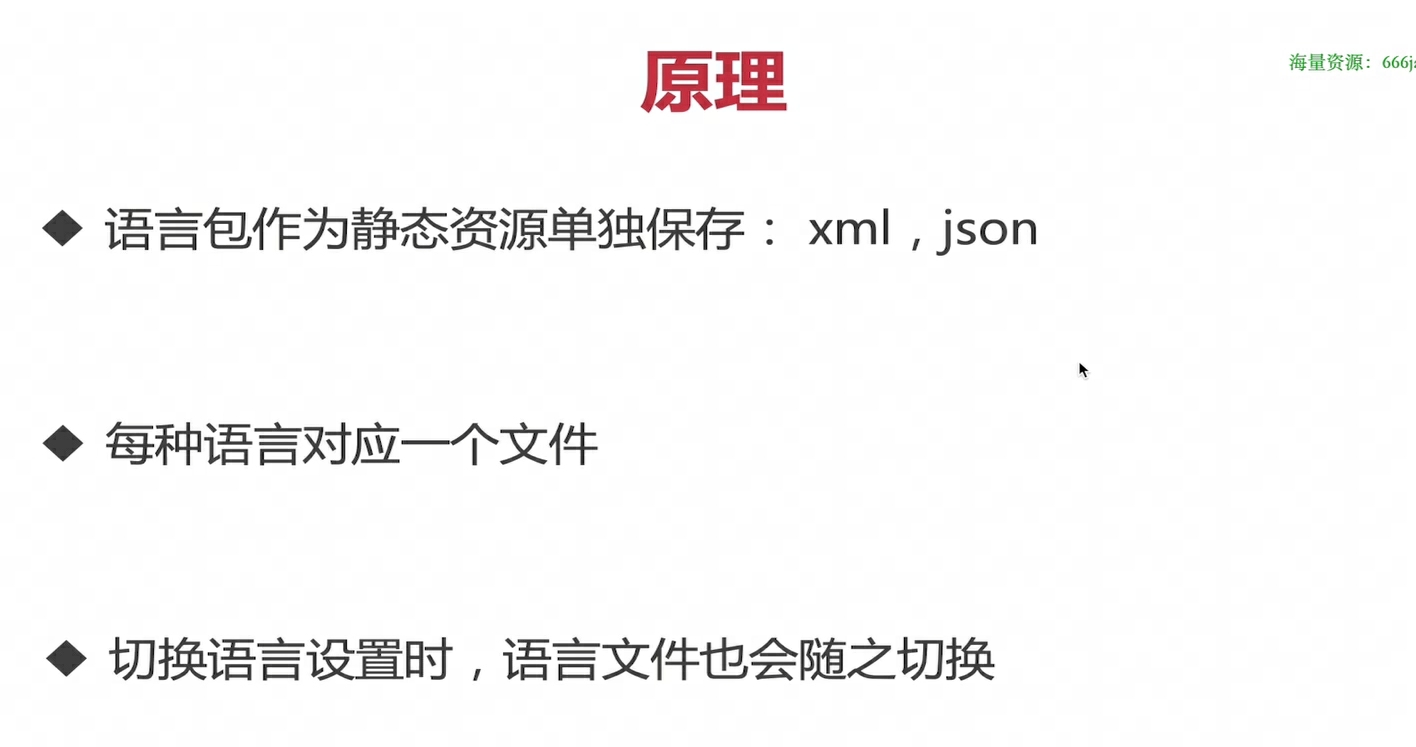 原理
海量资源：666j
◆ 语言包作为静态资源单独保存： xml，json
◆ 每种语言对应一个文件
◆ 切换语言设置时，语言文件也会随之切换